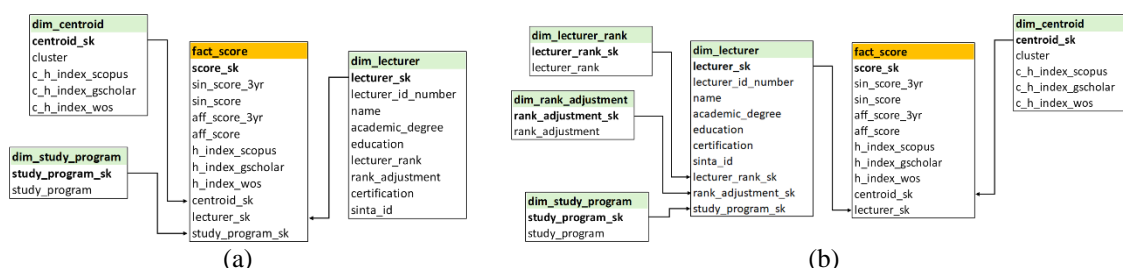 dim_centroid
centroid_sk
cluster
c_h_index_scopus
c_h_index_gscholar
c_h_index_wos
dim_study_program
study_program_sk
study_program
fact_score
score_sk
sin_score_3yr
sin_score
aff_score_3yr
aff_score
h_index_scopus
h_index_gscholar
h_index_wos
centroid_sk
lecturer_sk
study_program_sk
dim_lecturer
lecturer_sk
lecturer_id_number
name
academic_degree
education
lecturer_rank
rank_adjustment
certification
sinta_id
(a)
dim_lecturer_rank
lecturer_rank_sk
lecturer_rank
dim_rank_adjustment
rank_adjustment_sk
rank_adjustment
dim_study_program
study_program_sk
study_program
dim_lecturer
lecturer_sk
lecturer_id_number
name
academic_degree
education
certification
sinta_id
lecturer_rank_sk
rank_adjustment_sk
study_program_sk
fact_score
score_sk
sin_score_3yr
sin_score
aff_score_3yr
aff_score
h_index_scopus
h_index_gscholar
h_index_wos
centroid_sk
lecturer_sk
dim_centroid
centroid_sk
cluster
c_h_index_scopus
c_h_index_gscholar
c_h_index_wos
(b)